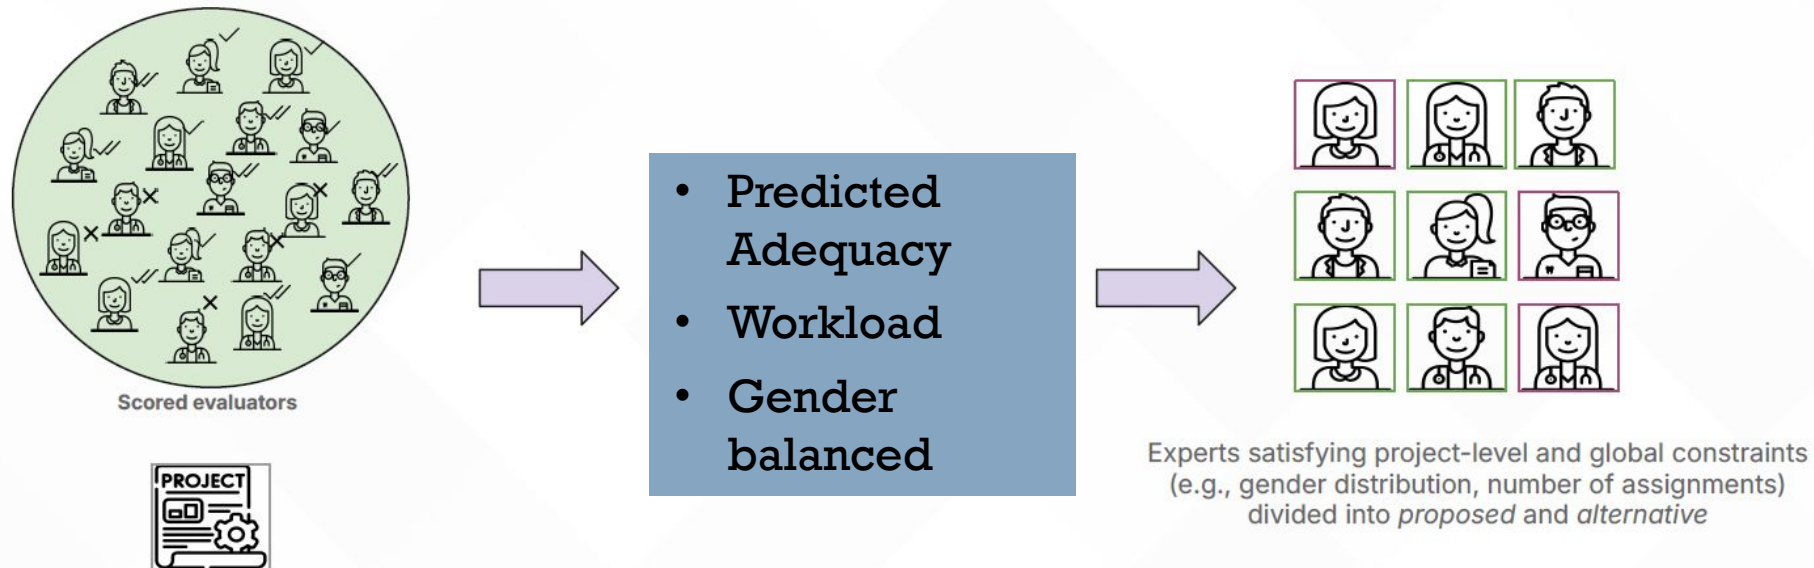 Scored evaluators
PROJECT
• Predicted
Adequacy
• Workload
• Gender
balanced
Experts satisfying project-level and global constraints
(e.g., gender distribution, number of assignments)
divided into proposed and alternative